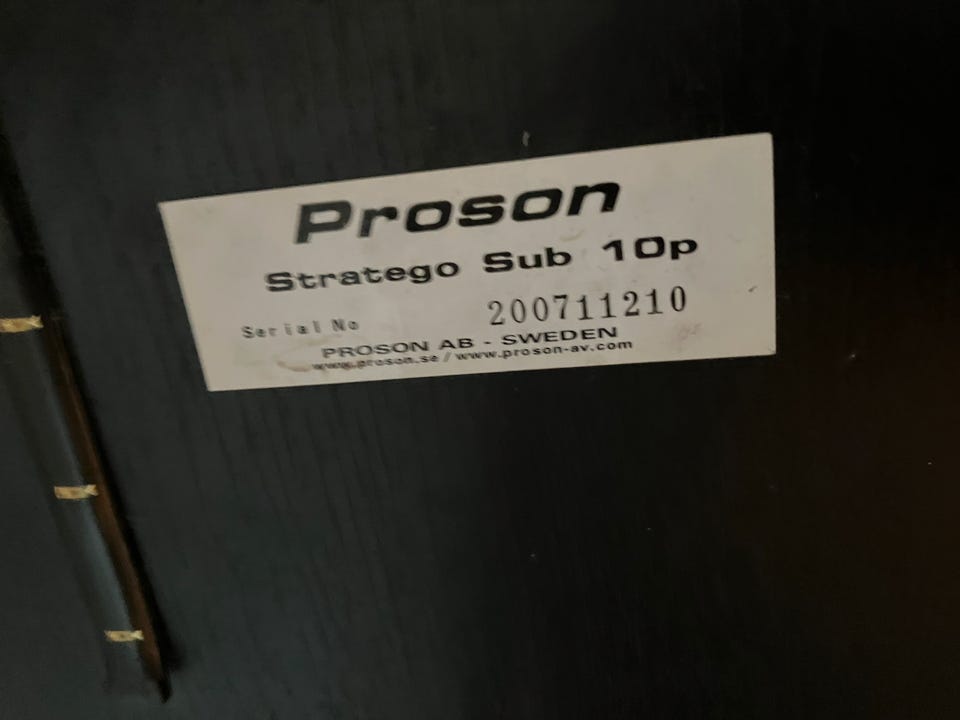 Proson
Stratego Sub 10p
Serial No 200711210
PROSON AB - SWEDEN
www.proson.se / www.proson-av.com